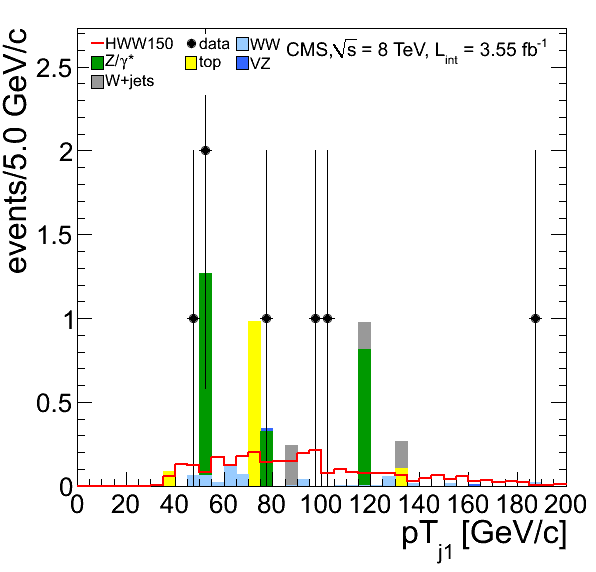 HWW150 data WW CMS,√s = 8 TeV, L_int = 3.55 fb⁻¹
Z/γ* top VZ
W+jets
events/5.0 GeV/c
2.5
2
1.5
1
0.5
0
0 20 40 60 80 100 120 140 160 180 200
pT_j1 [GeV/c]